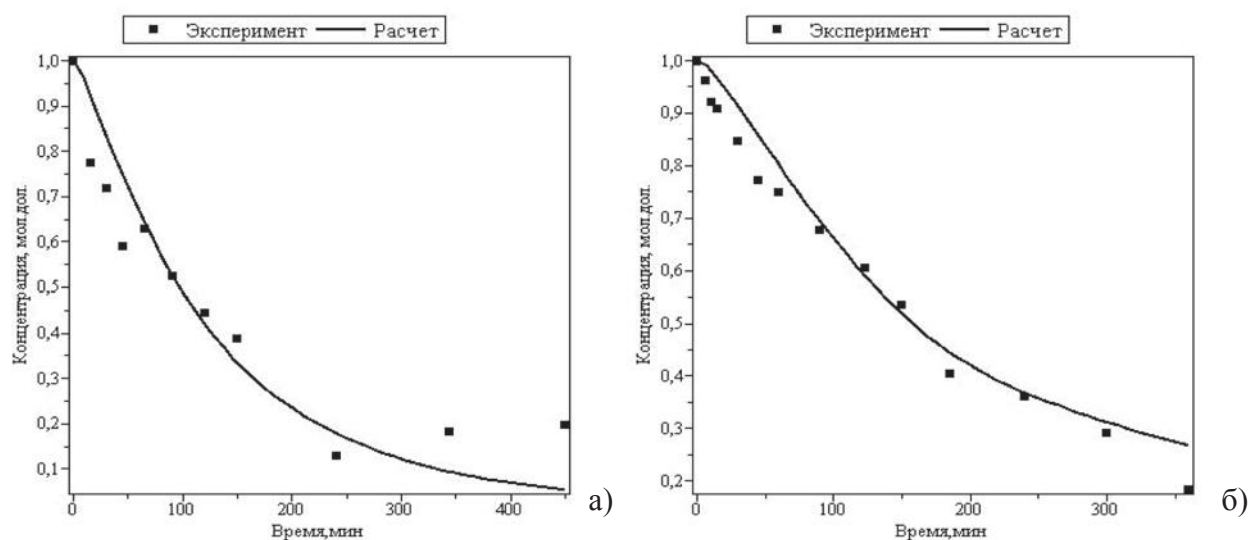 Эксперимент Расчет
1,0
0,9
0,8
0,7
0,6
0,5
0,4
0,3
0,2
0,1
Концентрация, мол.дол.
0 100 200 300 400
Время,мин
а)
Эксперимент Расчет
1,0
0,9
0,8
0,7
0,6
0,5
0,4
0,3
0,2
Концентрация, мол.дол.
0 100 200 300
Время,мин
б)